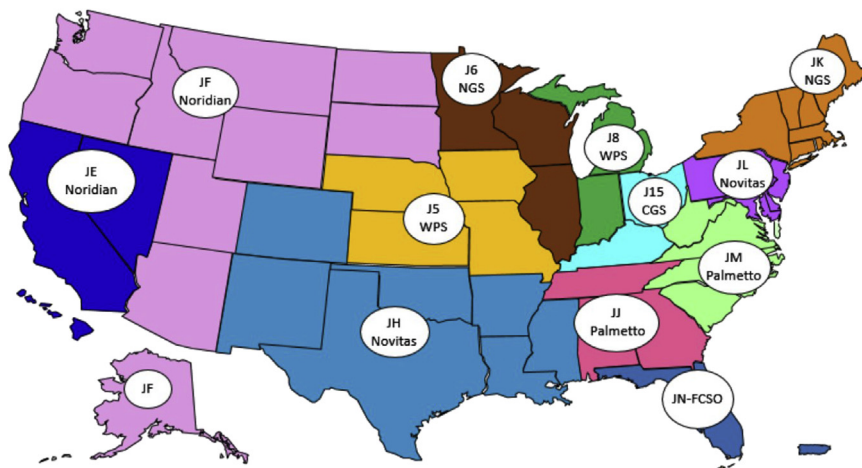 JF
Noridian
J6
NGS
JK
NGS
J8
WPS
JE
Noridian
JL
Novitas
J15
CGS
J5
WPS
JM
Palmetto
JH
Novitas
JJ
Palmetto
JF
JN-FCSO